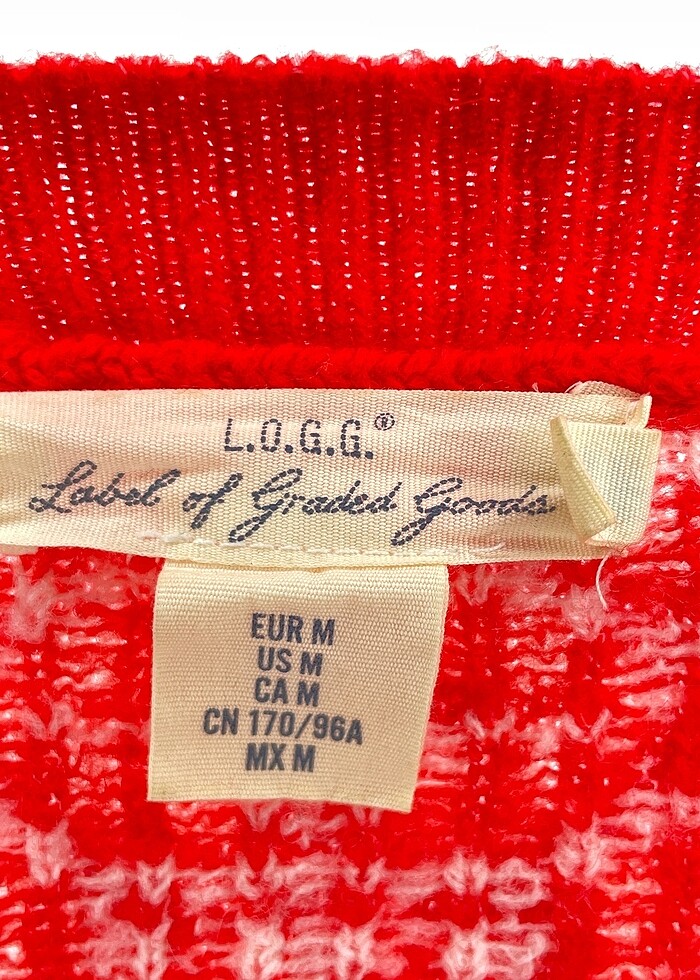 L.O.G.G.®
Label of Graded Goods
EUR M
US M
CA M
CN 170/96A
MX M